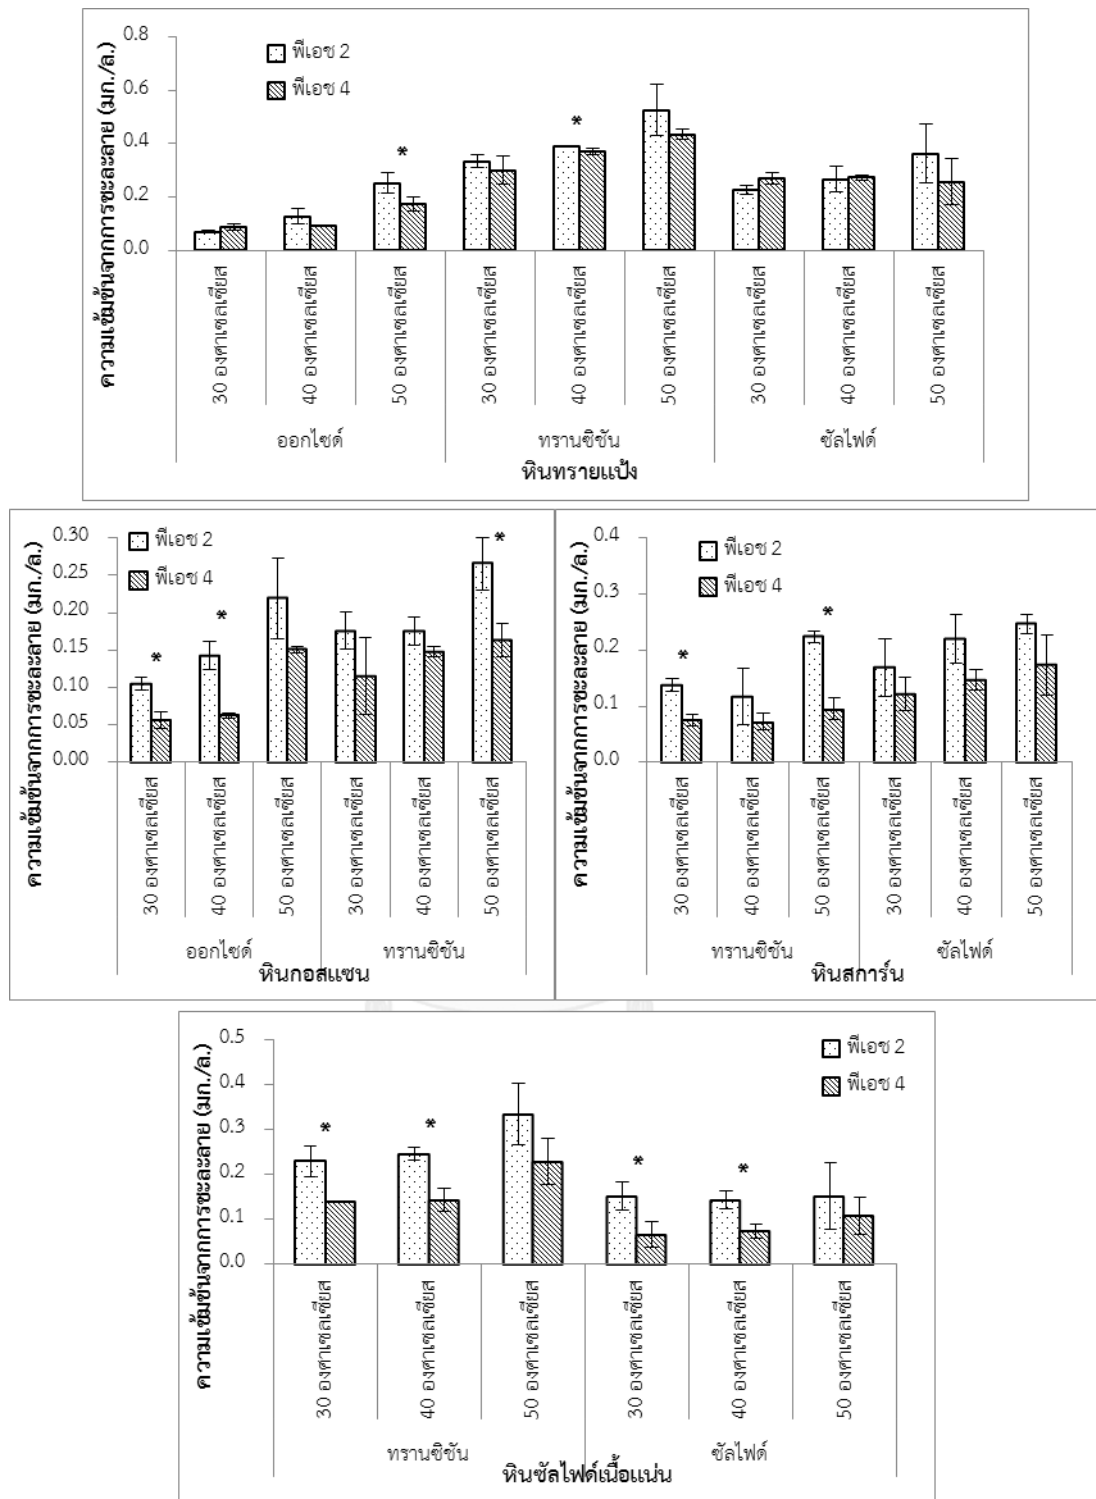 ความเข้มข้นจากการชะละลาย (มก./ล.)
0.8
0.6
0.4
0.2
0.0
พีเอช 2
พีเอช 4
*
*
30 องศาเซลเซียส
40 องศาเซลเซียส
50 องศาเซลเซียส
30 องศาเซลเซียส
40 องศาเซลเซียส
50 องศาเซลเซียส
30 องศาเซลเซียส
40 องศาเซลเซียส
50 องศาเซลเซียส
ออกไซด์ ทรานซิชัน ซัลไฟด์
หินทรายแป้ง
ความเข้มข้นจากการชะละลาย (มก./ล.)
0.30
0.25
0.20
0.15
0.10
0.05
0.00
พีเอช 2
พีเอช 4
*
*
*
30 องศาเซลเซียส
40 องศาเซลเซียส
50 องศาเซลเซียส
30 องศาเซลเซียส
40 องศาเซลเซียส
50 องศาเซลเซียส
ออกไซด์ ทรานซิชัน
หินกอสแซน
ความเข้มข้นจากการชะละลาย (มก./ล.)
0.4
0.3
0.2
0.1
0.0
พีเอช 2
พีเอช 4
*
*
30 องศาเซลเซียส
40 องศาเซลเซียส
50 องศาเซลเซียส
30 องศาเซลเซียส
40 องศาเซลเซียส
50 องศาเซลเซียส
ทรานซิชัน ซัลไฟด์
หินสการ์น
ความเข้มข้นจากการชะละลาย (มก./ล.)
0.5
0.4
0.3
0.2
0.1
0.0
พีเอช 2
พีเอช 4
*
*
*
*
30 องศาเซลเซียส
40 องศาเซลเซียส
50 องศาเซลเซียส
30 องศาเซลเซียส
40 องศาเซลเซียส
50 องศาเซลเซียส
ทรานซิชัน ซัลไฟด์
หินซัลไฟด์เนื้อแน่น